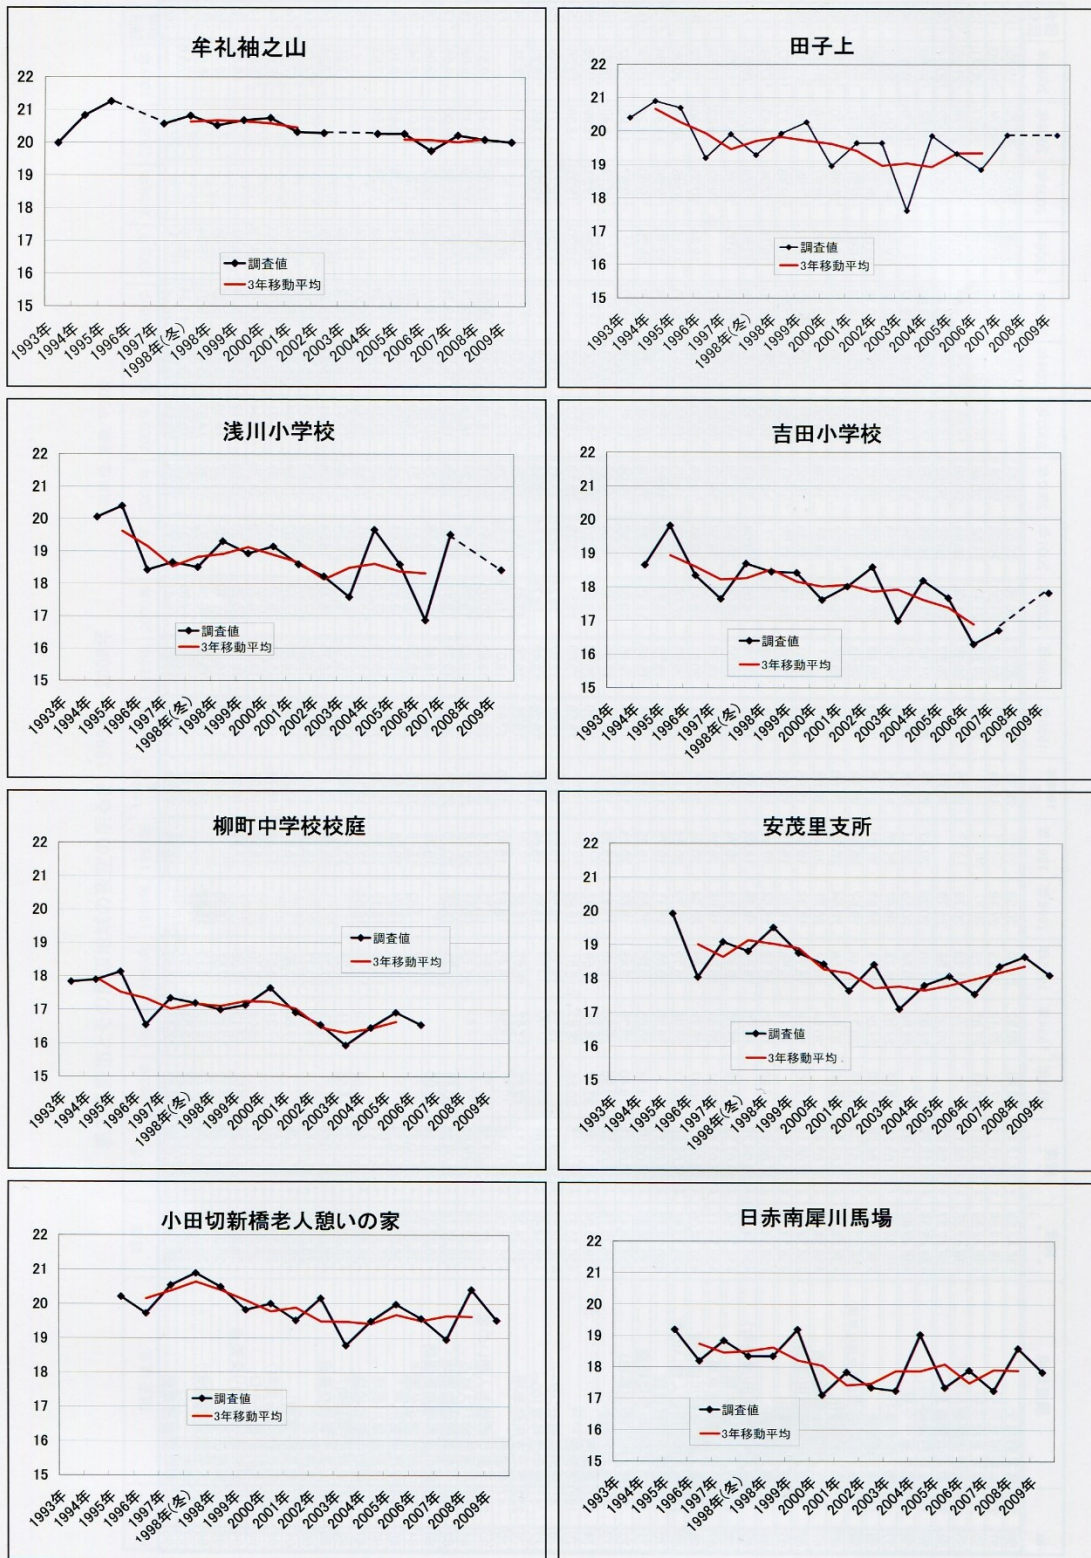 牟礼袖之山
22
21
20
19
18
17
16
15
調査値
3年移動平均
1993年
1994年
1995年
1996年
1997年
1998年(冬)
1998年
1999年
2000年
2001年
2002年
2003年
2004年
2005年
2006年
2007年
2008年
2009年
田子上
22
21
20
19
18
17
16
15
調査値
3年移動平均
1993年
1994年
1995年
1996年
1997年
1998年(冬)
1998年
1999年
2000年
2001年
2002年
2003年
2004年
2005年
2006年
2007年
2008年
2009年
浅川小学校
22
21
20
19
18
17
16
15
調査値
3年移動平均
1993年
1994年
1995年
1996年
1997年
1998年(冬)
1998年
1999年
2000年
2001年
2002年
2003年
2004年
2005年
2006年
2007年
2008年
2009年
吉田小学校
22
21
20
19
18
17
16
15
調査値
3年移動平均
1993年
1994年
1995年
1996年
1997年
1998年(冬)
1998年
1999年
2000年
2001年
2002年
2003年
2004年
2005年
2006年
2007年
2008年
2009年
柳町中学校校庭
22
21
20
19
18
17
16
15
調査値
3年移動平均
1993年
1994年
1995年
1996年
1997年
1998年(冬)
1998年
1999年
2000年
2001年
2002年
2003年
2004年
2005年
2006年
2007年
2008年
2009年
安茂里支所
22
21
20
19
18
17
16
15
調査値
3年移動平均
1993年
1994年
1995年
1996年
1997年
1998年(冬)
1998年
1999年
2000年
2001年
2002年
2003年
2004年
2005年
2006年
2007年
2008年
2009年
小田切新橋老人憩いの家
22
21
20
19
18
17
16
15
調査値
3年移動平均
1993年
1994年
1995年
1996年
1997年
1998年(冬)
1998年
1999年
2000年
2001年
2002年
2003年
2004年
2005年
2006年
2007年
2008年
2009年
日赤南犀川馬場
22
21
20
19
18
17
16
15
調査値
3年移動平均
1993年
1994年
1995年
1996年
1997年
1998年(冬)
1998年
1999年
2000年
2001年
2002年
2003年
2004年
2005年
2006年
2007年
2008年
2009年